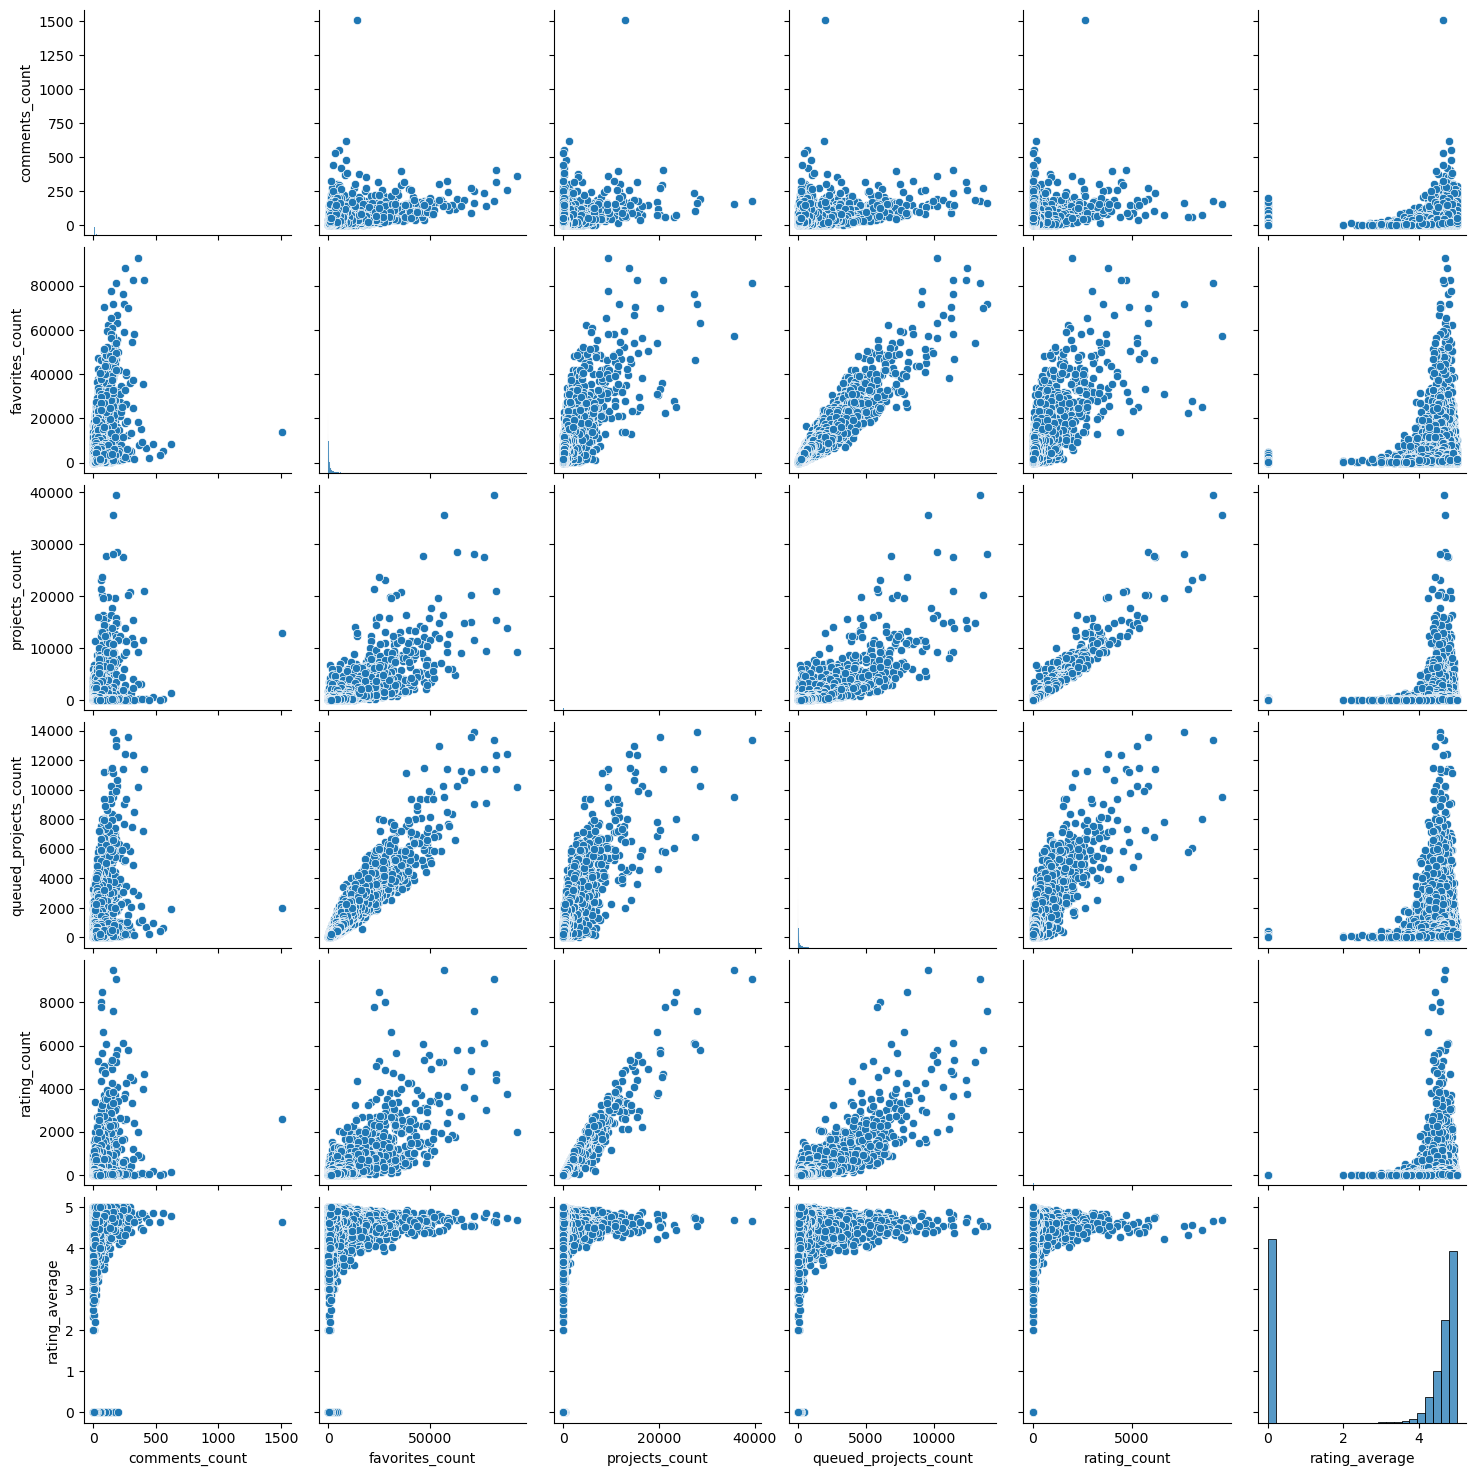 1500
1250
1000
750
500
250
0
comments_count
80000
60000
40000
20000
0
favorites_count
40000
30000
20000
10000
0
projects_count
14000
12000
10000
8000
6000
4000
2000
0
queued_projects_count
8000
6000
4000
2000
0
rating_count
5
4
3
2
1
0
rating_average
0 500 1000 1500
comments_count
0 50000
favorites_count
0 20000 40000
projects_count
0 5000 10000
queued_projects_count
0 5000
rating_count
0 2 4
rating_average